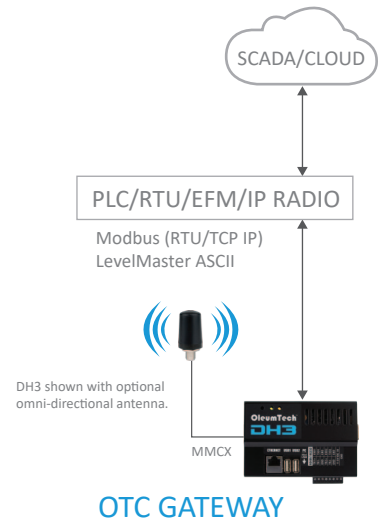 SCADA/CLOUD
PLC/RTU/EFM/IP RADIO
Modbus (RTU/TCP IP)
LevelMaster ASCII
DH3 shown with optional
omni-directional antenna.
MMCX
OleumTech
DH3
ETHERNET
OTC GATEWAY